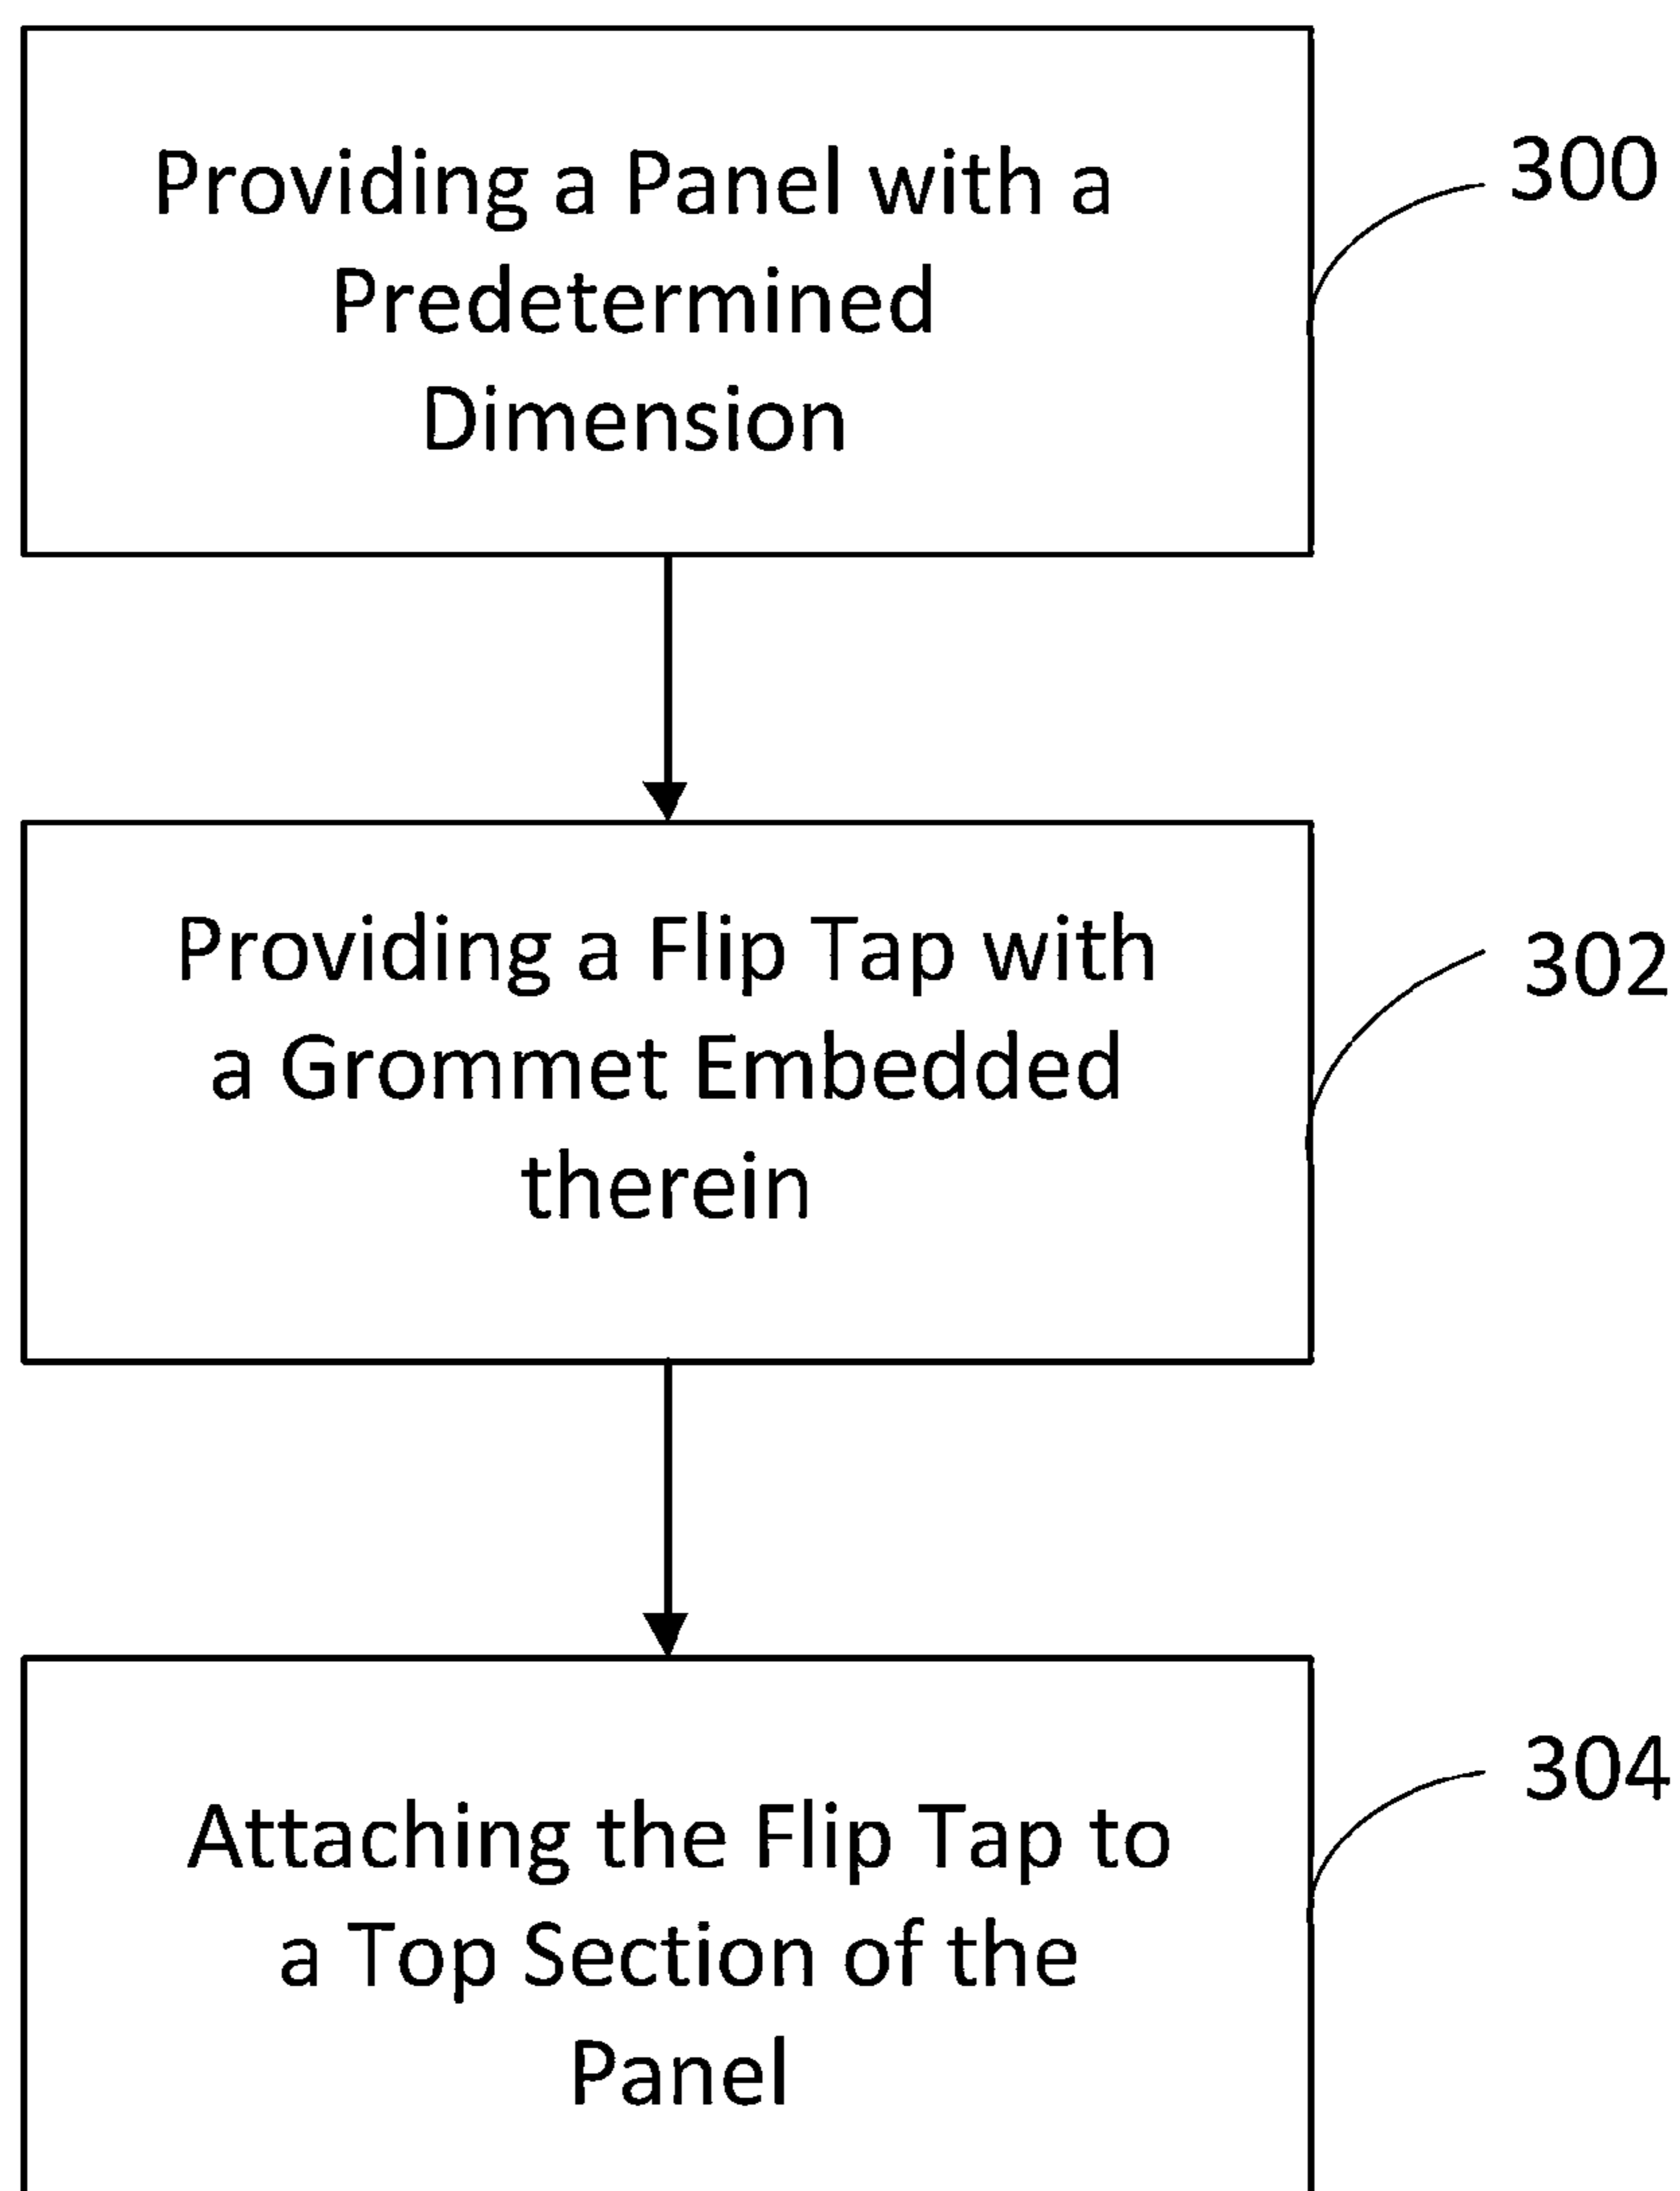 Providing a Panel with a
Predetermined
Dimension
300
Providing a Flip Tap with
a Grommet Embedded
therein
302
Attaching the Flip Tap to
a Top Section of the
Panel
304